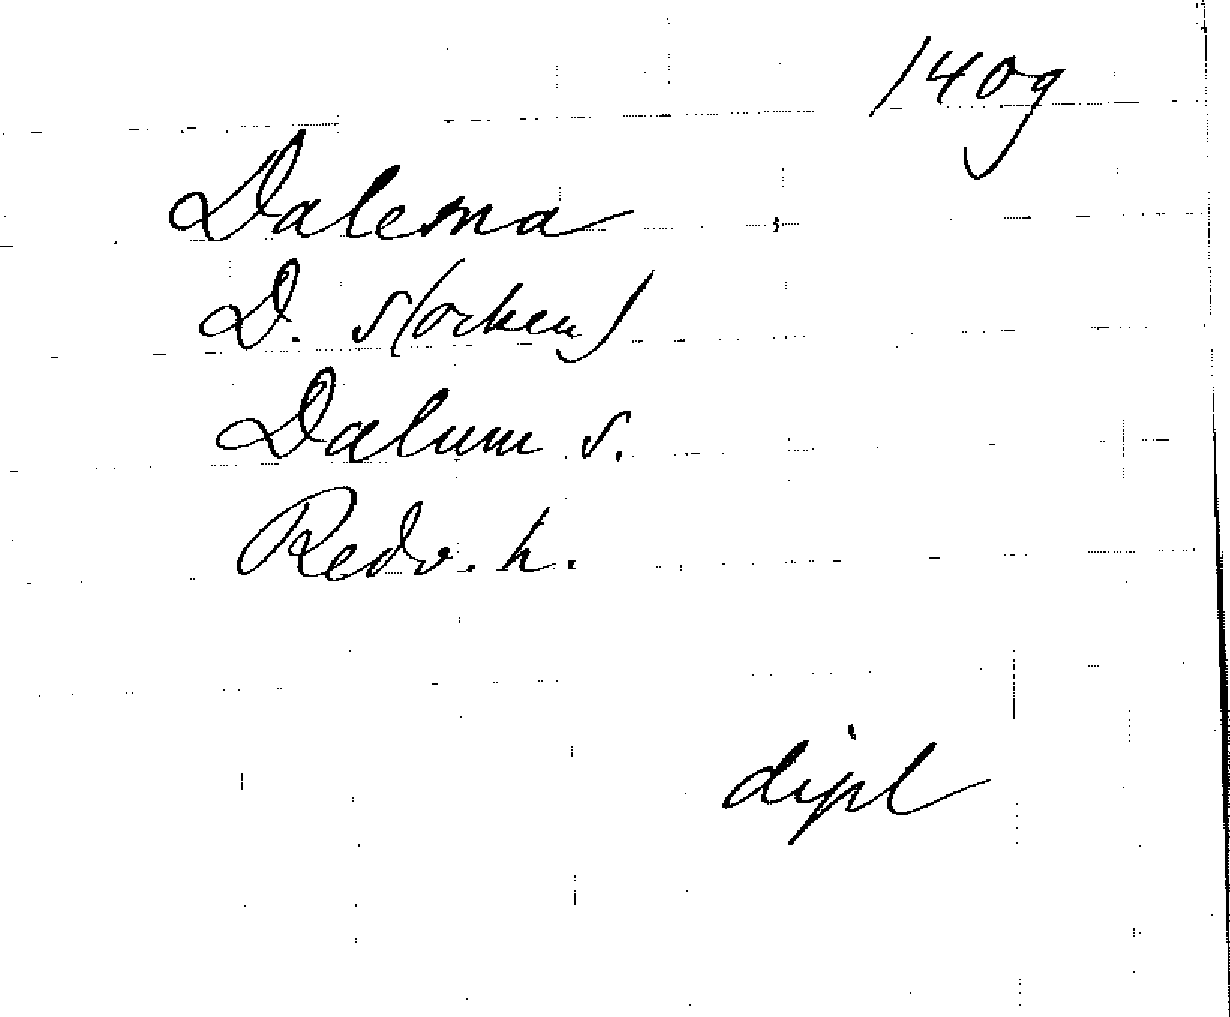 1409
Dalema
D. s(ocken)
Dalum s.
Redv. h.
dipl